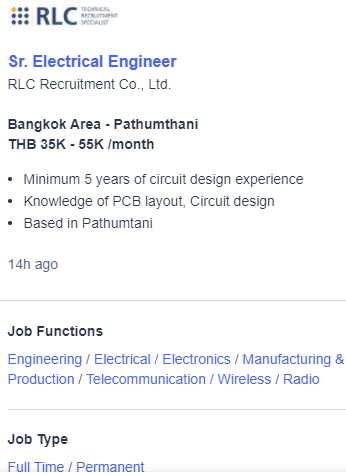 RLC TECHNICAL
RECRUITMENT
SPECIALIST
Sr. Electrical Engineer
RLC Recruitment Co., Ltd.
Bangkok Area - Pathumthani
THB 35K - 55K /month
• Minimum 5 years of circuit design experience
• Knowledge of PCB layout, Circuit design
• Based in Pathumtani
14h ago
Job Functions
Engineering / Electrical / Electronics / Manufacturing &
Production / Telecommunication / Wireless / Radio
Job Type
Full Time / Permanent